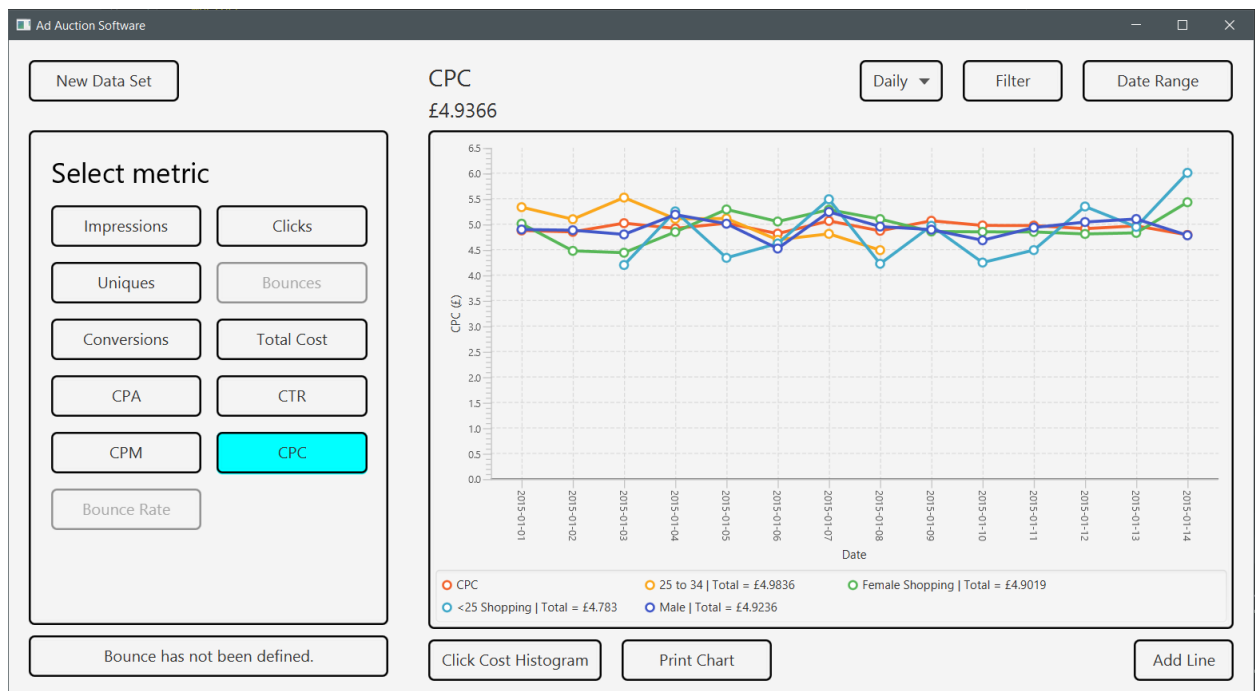 Ad Auction Software
New Data Set
CPC
£4.9366
Daily
Filter
Date Range
Select metric
Impressions
Clicks
Uniques
Bounces
Conversions
Total Cost
CPA
CTR
CPM
CPC
Bounce Rate
Bounce has not been defined.
6.5
6.0
5.5
5.0
4.5
4.0
3.5
3.0
2.5
2.0
1.5
1.0
0.5
0.0
CPC (£)
2015-01-01
2015-01-02
2015-01-03
2015-01-04
2015-01-05
2015-01-06
2015-01-07
2015-01-08
2015-01-09
2015-01-10
2015-01-11
2015-01-12
2015-01-13
2015-01-14
Date
CPC
25 to 34 | Total = £4.9836
Female Shopping | Total = £4.9019
<25 Shopping | Total = £4.783
Male | Total = £4.9236
Click Cost Histogram
Print Chart
Add Line